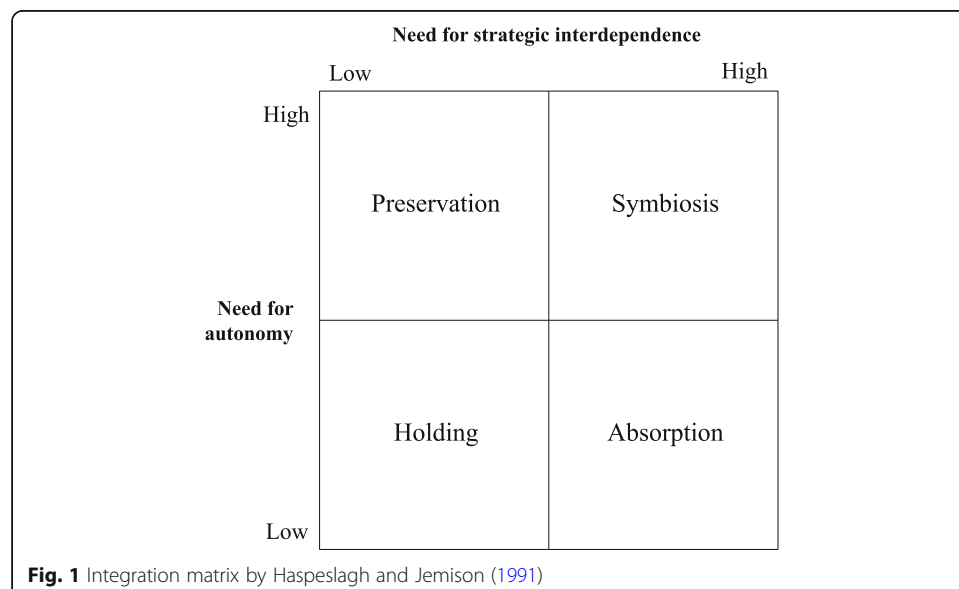 Need for strategic interdependence
Low High
High
Preservation Symbiosis
Need for
autonomy
Holding Absorption
Low
Fig. 1 Integration matrix by Haspeslagh and Jemison (1991)